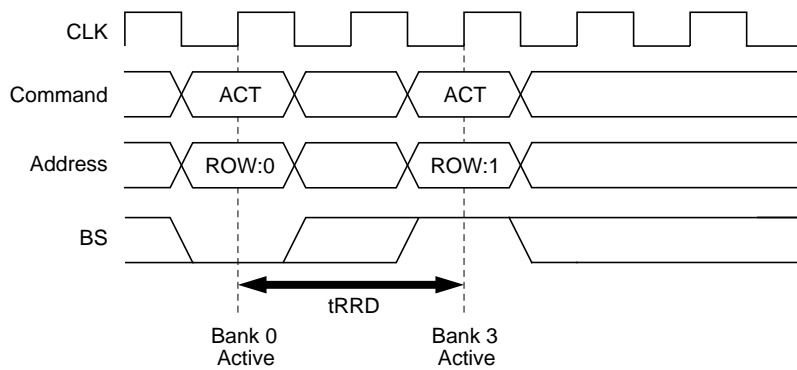 CLK
Command ACT ACT
Address ROW:0 ROW:1
BS
tRRD
Bank 0 Bank 3
Active Active